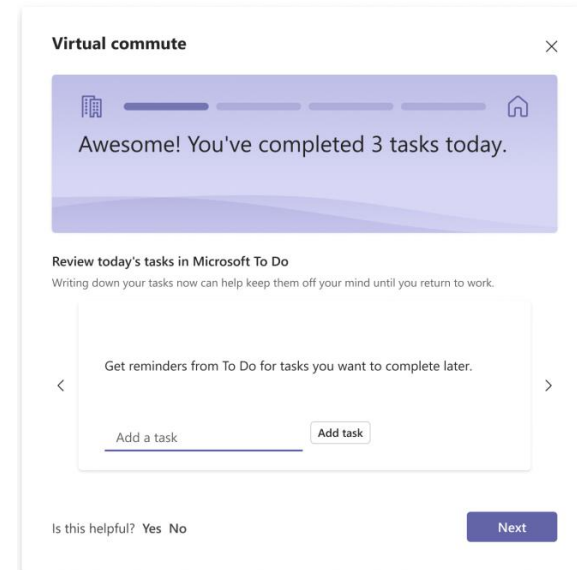 Virtual commute
Awesome! You've completed 3 tasks today.
Review today's tasks in Microsoft To Do
Writing down your tasks now can help keep them off your mind until you return to work.
Get reminders from To Do for tasks you want to complete later.
Add a task
Add task
Is this helpful? Yes No
Next